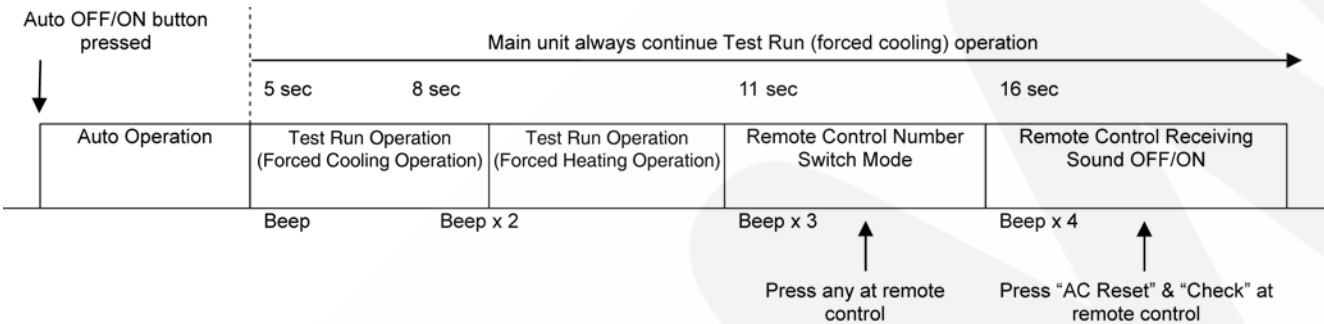 Auto OFF/ON button
pressed
Main unit always continue Test Run (forced cooling) operation
5 sec
8 sec
11 sec
16 sec
Auto Operation
Test Run Operation
(Forced Cooling Operation)
Test Run Operation
(Forced Heating Operation)
Remote Control Number
Switch Mode
Remote Control Receiving
Sound OFF/ON
Beep
Beep x 2
Beep x 3
Beep x 4
Press any at remote
control
Press “AC Reset” & “Check” at
remote control